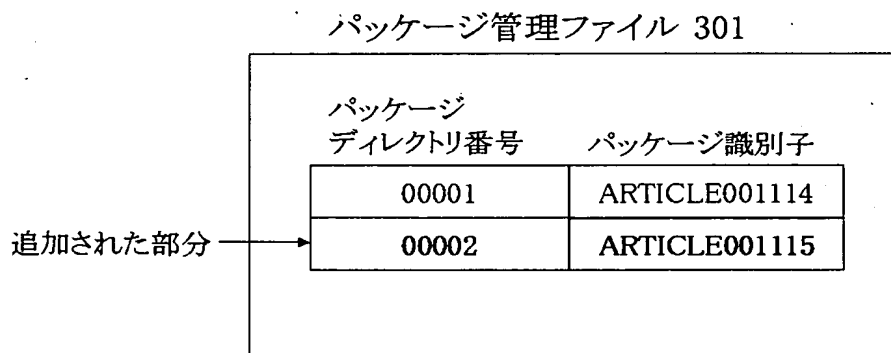 パッケージ管理ファイル 301
パッケージ
ディレクトリ番号 パッケージ識別子
00001 ARTICLE001114
追加された部分 00002 ARTICLE001115